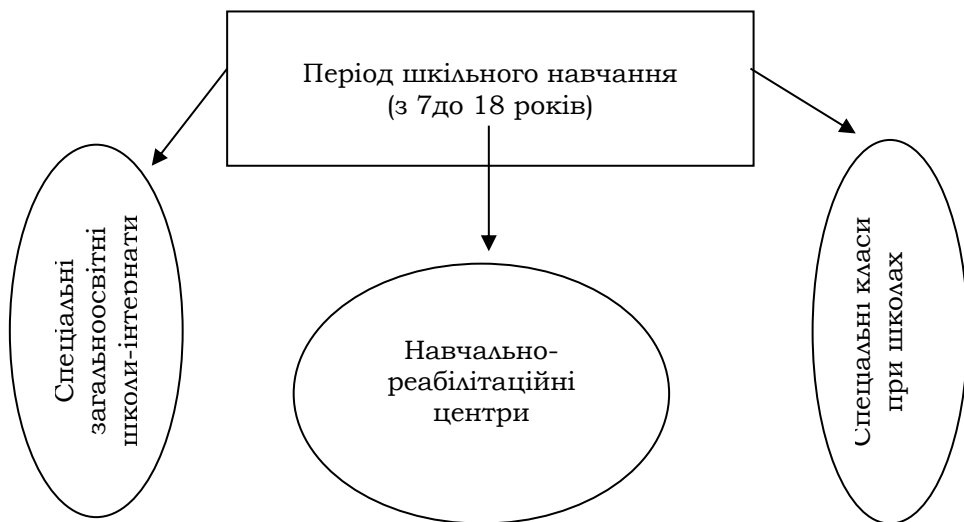 Період шкільного навчання
(з 7до 18 років)
Спеціальні
загальноосвітні
школи-інтернати
Навчально-
реабілітаційні
центри
Спеціальні класи
при школах